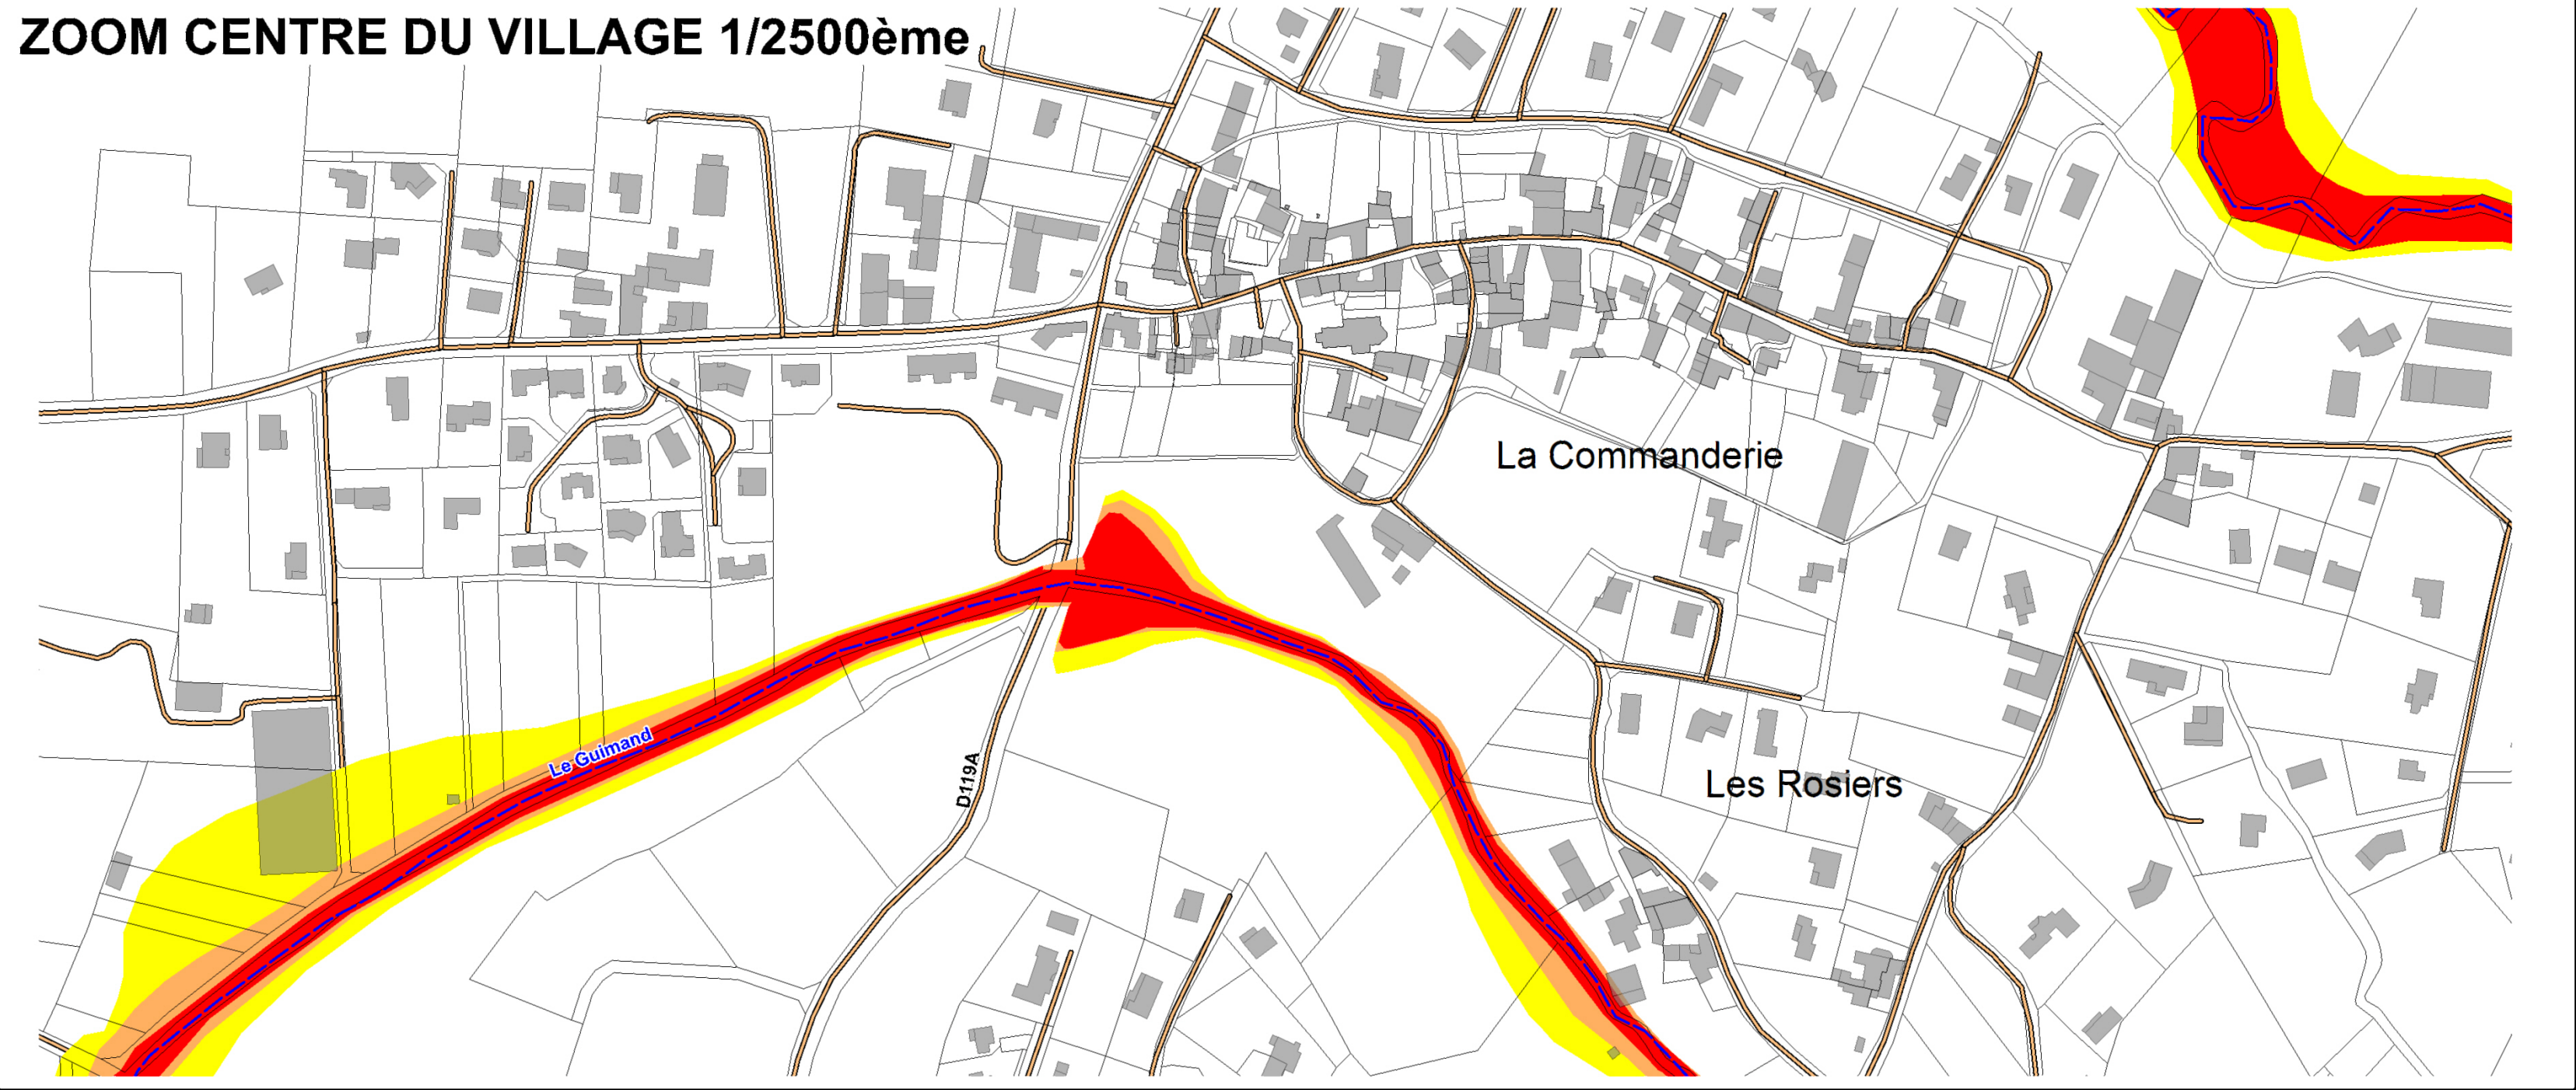 ZOOM CENTRE DU VILLAGE 1/2500ème
La Commanderie
Le Guimand
D119A
Les Rosiers